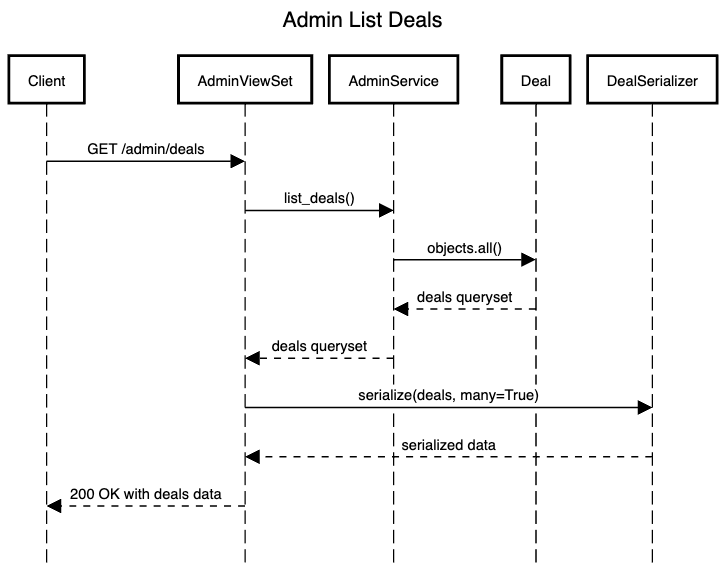 Admin List Deals
Client
AdminViewSet
AdminService
Deal
DealSerializer
GET /admin/deals
list_deals()
objects.all()
deals queryset
deals queryset
serialize(deals, many=True)
serialized data
200 OK with deals data